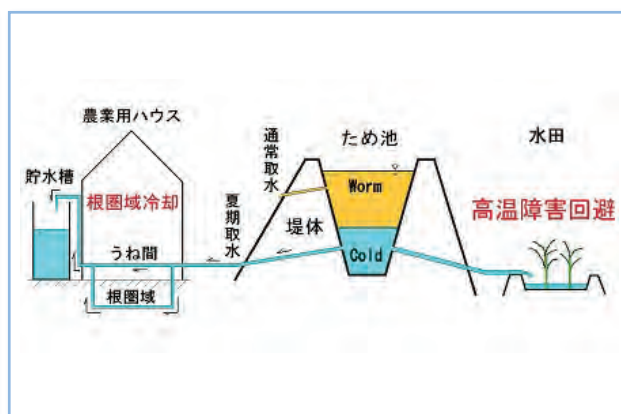 農業用ハウス
貯水槽
根圏域冷却
うね間
根圏域
夏期取水
通常取水
ため池
Worm
Cold
堤体
水田
高温障害回避